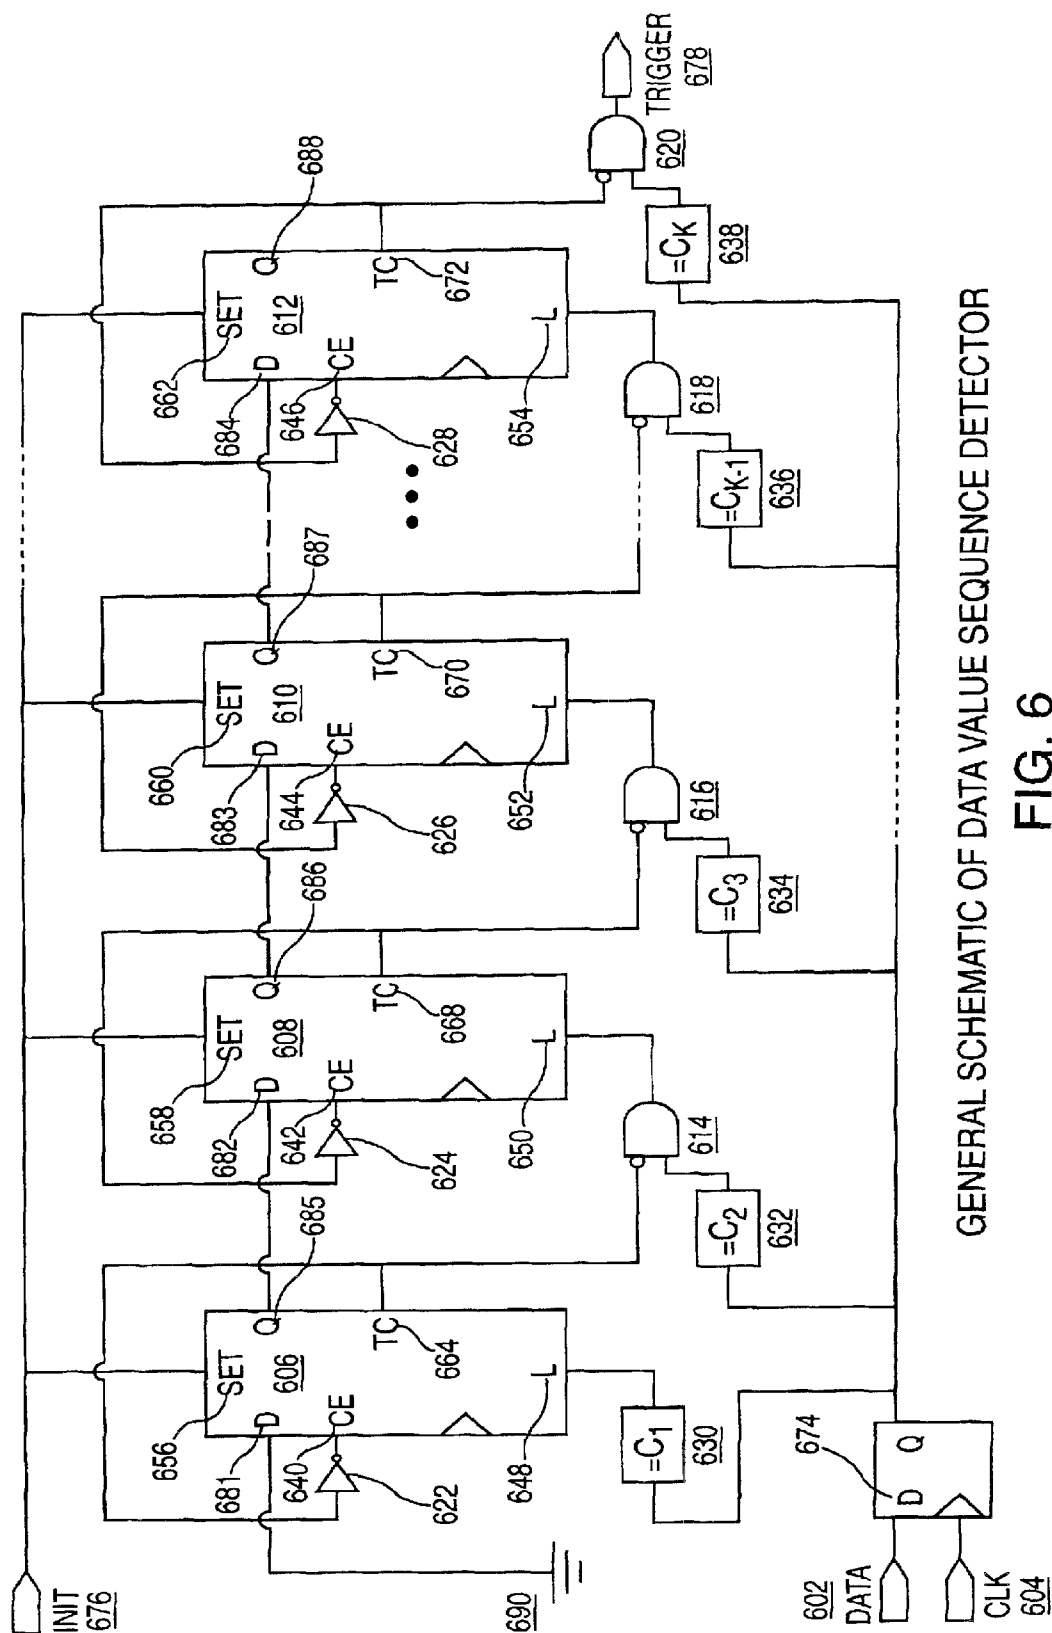 INIT
676
656
SET
658
SET
660
SET
662
SET
681
D
606
Q
685
682
D
608
Q
686
683
D
610
Q
687
684
D
612
Q
688
640
CE
642
CE
644
CE
646
CE
622
624
626
628
TC
664
TC
668
TC
670
TC
672
690
648
L
650
L
652
L
654
L
614
616
618
620
TRIGGER
678
=C1
630
=C2
632
=C3
634
=CK-1
636
=CK
638
602
DATA
CLK
604
674
D
Q
GENERAL SCHEMATIC OF DATA VALUE SEQUENCE DETECTOR
FIG. 6